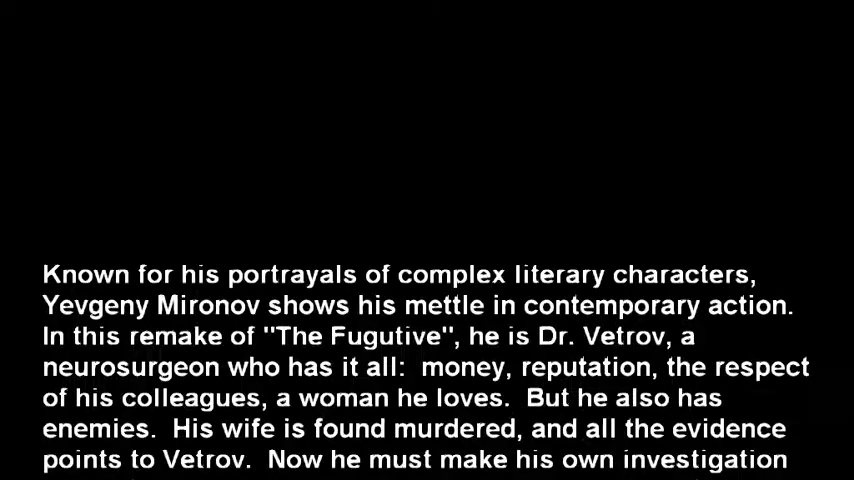 Known for his portrayals of complex literary characters,
Yevgeny Mironov shows his mettle in contemporary action.
In this remake of "The Fugutive", he is Dr. Vetrov, a
neurosurgeon who has it all:  money, reputation, the respect
of his colleagues, a woman he loves.  But he also has
enemies.  His wife is found murdered, and all the evidence
points to Vetrov.  Now he must make his own investigation